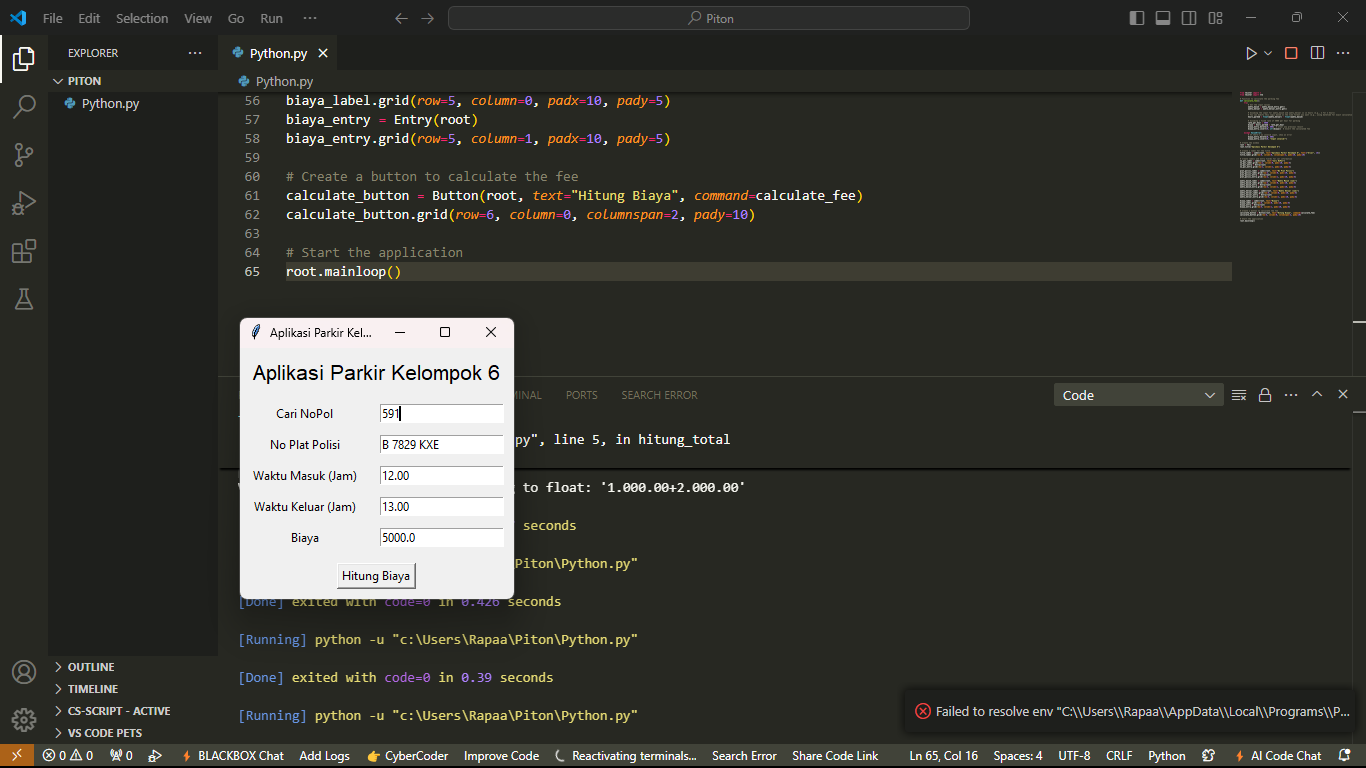 File Edit Selection View Go Run ··· Piton
EXPLORER ···
PITON
Python.py
Python.py
Python.py
56 biaya_label.grid(row=5, column=0, padx=10, pady=5)
57 biaya_entry = Entry(root)
58 biaya_entry.grid(row=5, column=1, padx=10, pady=5)
59
60 # Create a button to calculate the fee
61 calculate_button = Button(root, text="Hitung Biaya", command=calculate_fee)
62 calculate_button.grid(row=6, column=0, columnspan=2, pady=10)
63
64 # Start the application
65 root.mainloop()
Aplikasi Parkir Kel...
Aplikasi Parkir Kelompok 6
Cari NoPol 591
No Plat Polisi B 7829 KXE
Waktu Masuk (Jam) 12.00
Waktu Keluar (Jam) 13.00
Biaya 5000.0
Hitung Biaya
MINAL PORTS SEARCH ERROR Code
py", line 5, in hitung_total
to float: '1.000.00+2.000.00'
seconds
\Piton\Python.py"
[Done] exited with code=0 in 0.426 seconds
[Running] python -u "c:\Users\Rapaa\Piton\Python.py"
[Done] exited with code=0 in 0.39 seconds
[Running] python -u "c:\Users\Rapaa\Piton\Python.py"
OUTLINE
TIMELINE
CS-SCRIPT - ACTIVE
VS CODE PETS
Failed to resolve env "C:\\Users\\Rapaa\\AppData\\Local\\Programs\\P...
0 0 0 BLACKBOX Chat Add Logs CyberCoder Improve Code Reactivating terminals... Search Error Share Code Link Ln 65, Col 16 Spaces: 4 UTF-8 CRLF Python AI Code Chat